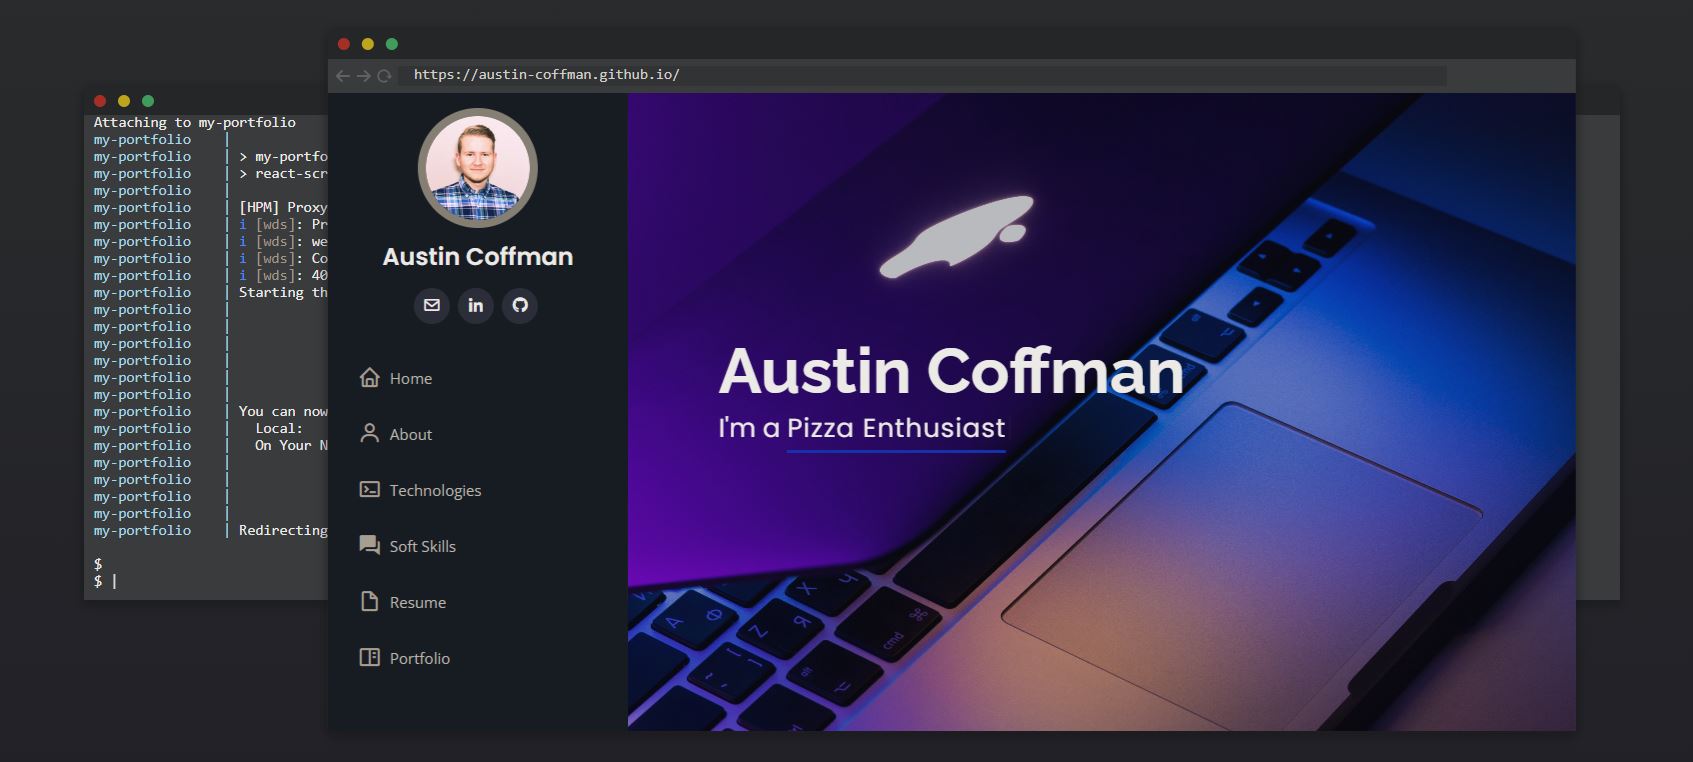 https://austin-coffman.github.io/
Attaching to my-portfolio
my-portfolio |
my-portfolio | > my-portfo
my-portfolio | > react-scr
my-portfolio |
my-portfolio | [HPM] Proxy
my-portfolio | i [wds]: Pr
my-portfolio | i [wds]: we
my-portfolio | i [wds]: Co
my-portfolio | i [wds]: 40
my-portfolio | Starting th
my-portfolio |
my-portfolio |
my-portfolio |
my-portfolio |
my-portfolio |
my-portfolio |
my-portfolio | You can now
my-portfolio | Local:
my-portfolio | On Your N
my-portfolio |
my-portfolio |
my-portfolio |
my-portfolio |
my-portfolio | Redirecting
$
$ |
Austin Coffman
in
Home
About
Technologies
Soft Skills
Resume
Portfolio
Austin Coffman
I'm a Pizza Enthusiast
cmd
alt
Z
X
Ч
Я
А
Ф